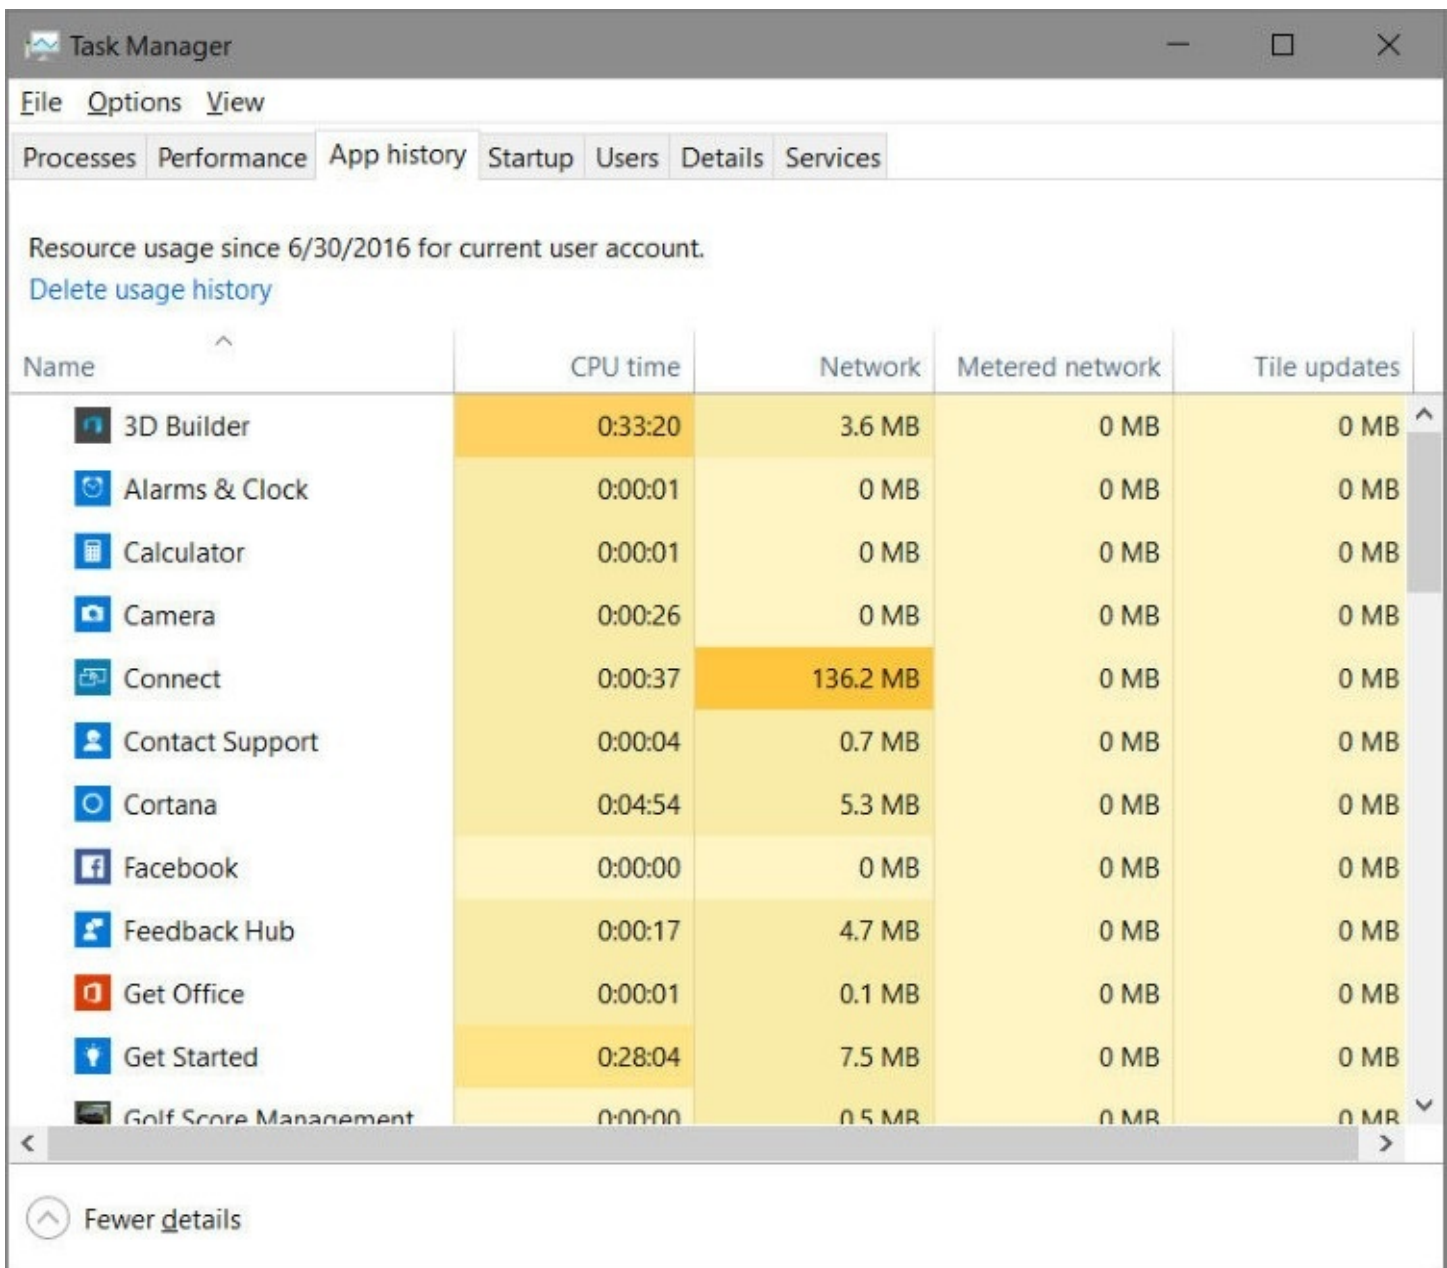 Task Manager
File Options View
Processes Performance App history Startup Users Details Services
Resource usage since 6/30/2016 for current user account.
Delete usage history
Name CPU time Network Metered network Tile updates
3D Builder 0:33:20 3.6 MB 0 MB 0 MB
Alarms & Clock 0:00:01 0 MB 0 MB 0 MB
Calculator 0:00:01 0 MB 0 MB 0 MB
Camera 0:00:26 0 MB 0 MB 0 MB
Connect 0:00:37 136.2 MB 0 MB 0 MB
Contact Support 0:00:04 0.7 MB 0 MB 0 MB
Cortana 0:04:54 5.3 MB 0 MB 0 MB
Facebook 0:00:00 0 MB 0 MB 0 MB
Feedback Hub 0:00:17 4.7 MB 0 MB 0 MB
Get Office 0:00:01 0.1 MB 0 MB 0 MB
Get Started 0:28:04 7.5 MB 0 MB 0 MB
Golf Score Management 0:00:00 0.5 MB 0 MB 0 MB
Fewer details